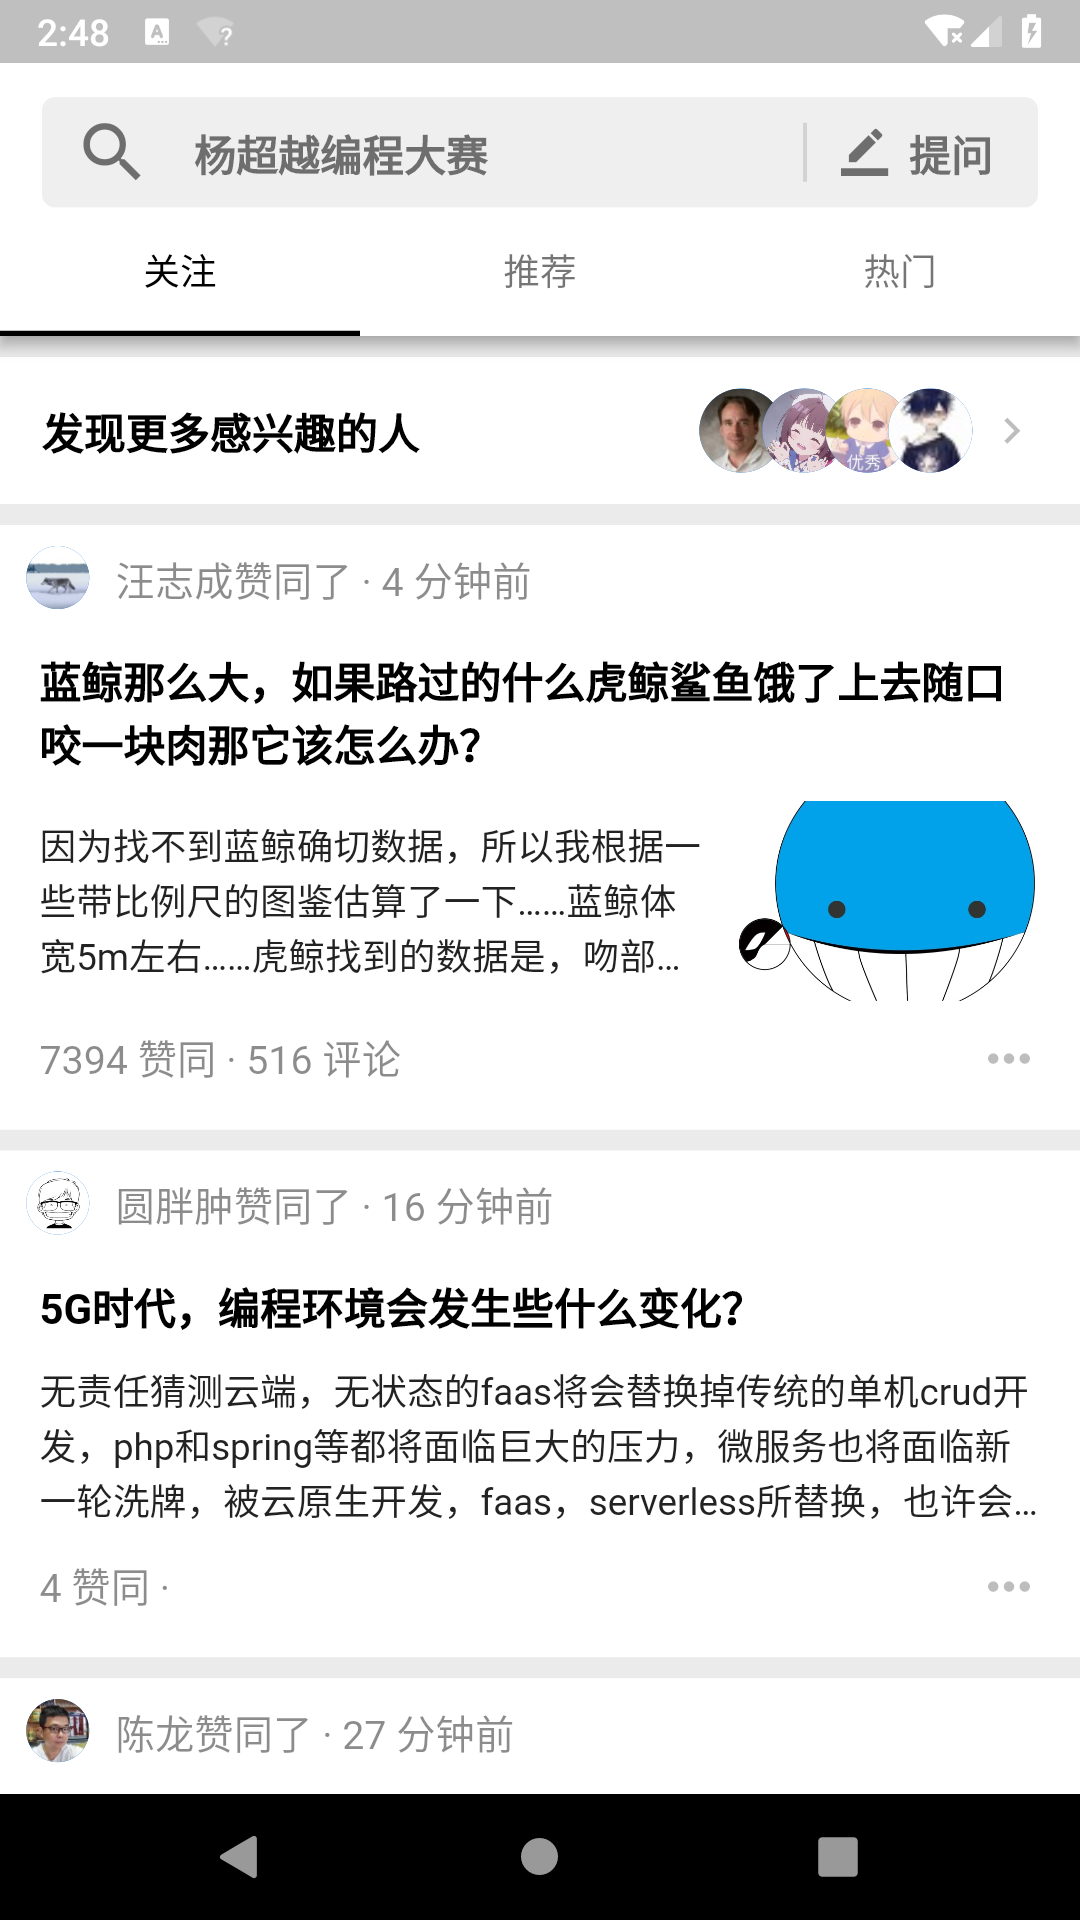 2:48
杨超越编程大赛
提问
关注
推荐
热门
发现更多感兴趣的人
优秀
汪志成赞同了 · 4 分钟前
蓝鲸那么大，如果路过的什么虎鲸鲨鱼饿了上去随口
咬一块肉那它该怎么办？
因为找不到蓝鲸确切数据，所以我根据一
些带比例尺的图鉴估算了一下……蓝鲸体
宽5m左右……虎鲸找到的数据是，吻部…
7394 赞同 · 516 评论
圆胖肿赞同了 · 16 分钟前
5G时代，编程环境会发生些什么变化？
无责任猜测云端，无状态的faas将会替换掉传统的单机crud开
发，php和spring等都将面临巨大的压力，微服务也将面临新
一轮洗牌，被云原生开发，faas，serverless所替换，也许会…
4 赞同 ·
陈龙赞同了 · 27 分钟前